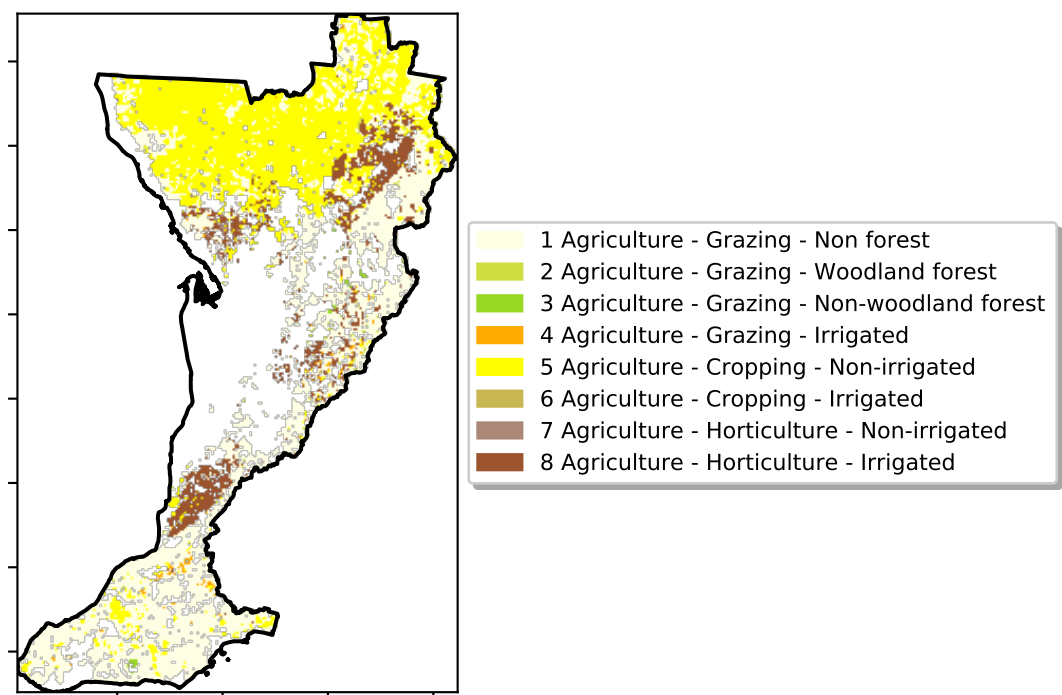 1 Agriculture - Grazing - Non forest
2 Agriculture - Grazing - Woodland forest
3 Agriculture - Grazing - Non-woodland forest
4 Agriculture - Grazing - Irrigated
5 Agriculture - Cropping - Non-irrigated
6 Agriculture - Cropping - Irrigated
7 Agriculture - Horticulture - Non-irrigated
8 Agriculture - Horticulture - Irrigated